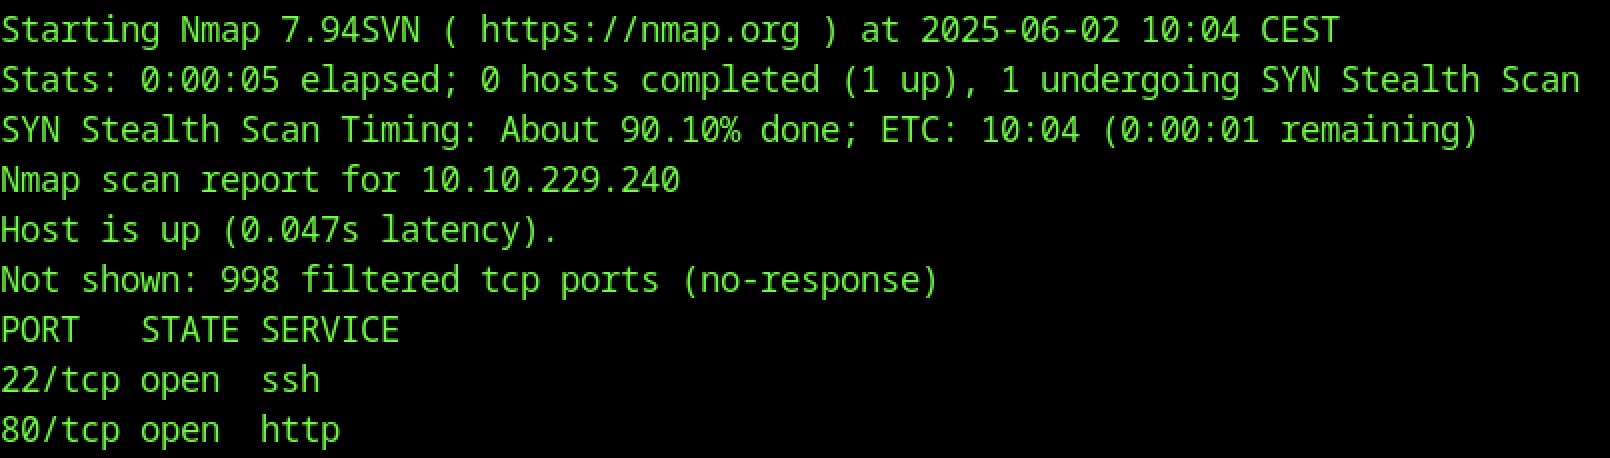 Starting Nmap 7.94SVN ( https://nmap.org ) at 2025-06-02 10:04 CEST
Stats: 0:00:05 elapsed; 0 hosts completed (1 up), 1 undergoing SYN Stealth Scan
SYN Stealth Scan Timing: About 90.10% done; ETC: 10:04 (0:00:01 remaining)
Nmap scan report for 10.10.229.240
Host is up (0.047s latency).
Not shown: 998 filtered tcp ports (no-response)
PORT   STATE SERVICE
22/tcp open  ssh
80/tcp open  http